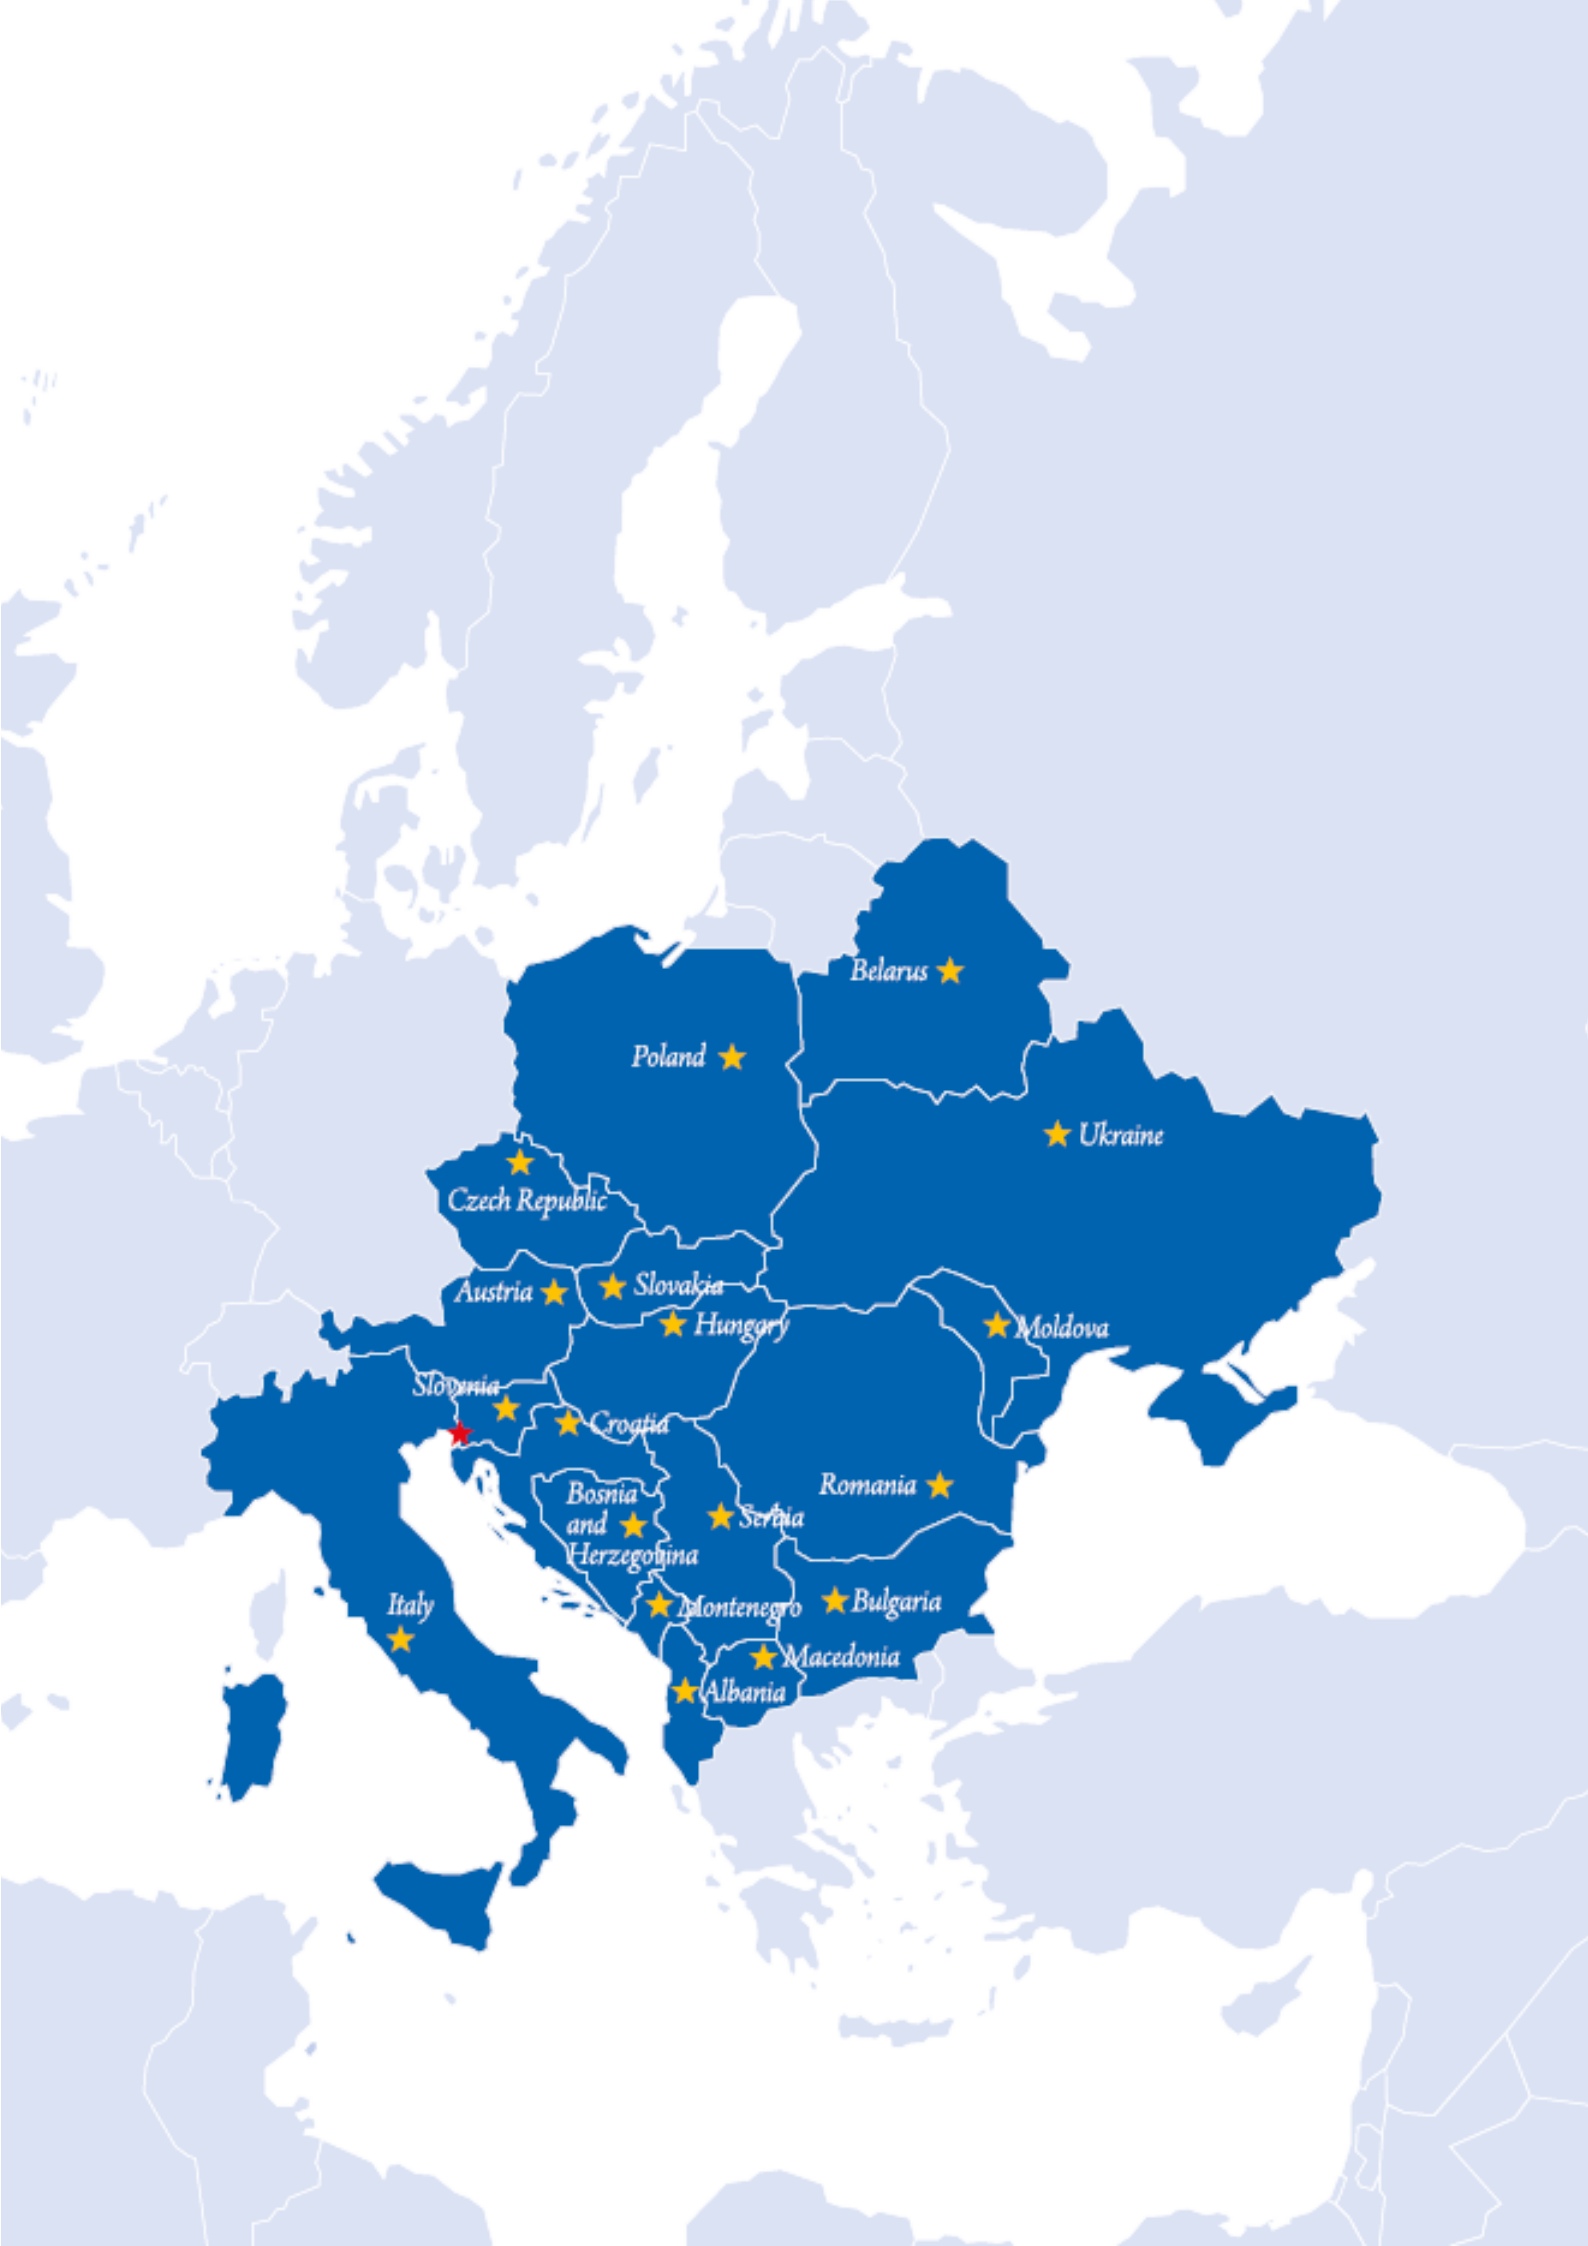 Belarus
Poland
Ukraine
Czech Republic
Slovakia
Austria
Hungary
Moldova
Slovenia
Croatia
Romania
Bosnia
and
Herzegovina
Serbia
Italy
Montenegro
Bulgaria
Macedonia
Albania